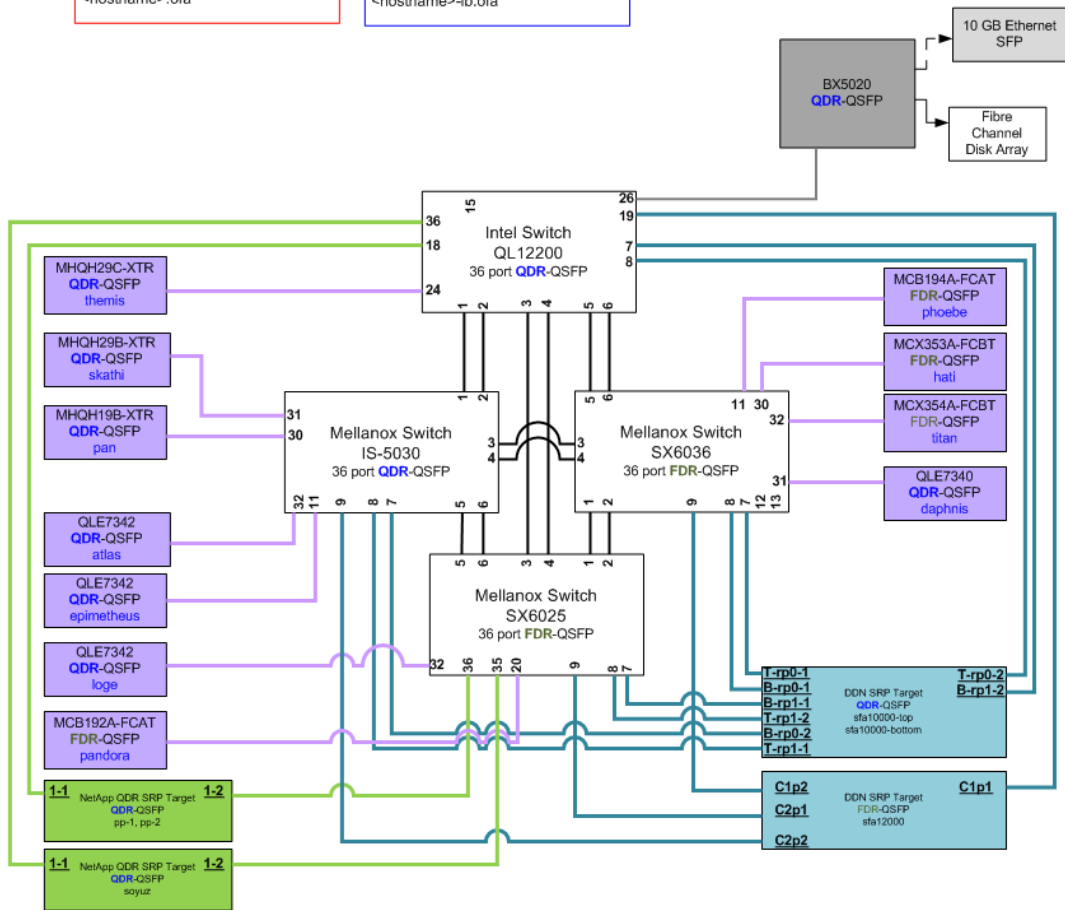 <hostname>.ofa
<hostname>-ib.ofa
10 GB Ethernet
SFP
BX5020
QDR-QSFP
Fibre
Channel
Disk Array
26
19
36
15
Intel Switch
QL12200
36 port QDR-QSFP
7
8
18
24
1
2
3
4
5
6
MHQH29C-XTR
QDR-QSFP
themis
MHQH29B-XTR
QDR-QSFP
skathi
MHQH19B-XTR
QDR-QSFP
pan
QLE7342
QDR-QSFP
atlas
QLE7342
QDR-QSFP
epimetheus
QLE7342
QDR-QSFP
loge
MCB192A-FCAT
FDR-QSFP
pandora
MCB194A-FCAT
FDR-QSFP
phoebe
MCX353A-FCBT
FDR-QSFP
hati
MCX354A-FCBT
FDR-QSFP
titan
QLE7340
QDR-QSFP
daphnis
1
2
31
30
Mellanox Switch
IS-5030
36 port QDR-QSFP
3
4
32
11
9
8
7
5
6
5
6
11
30
32
Mellanox Switch
SX6036
36 port FDR-QSFP
3
4
31
1
2
9
8
7
12
13
5
6
3
4
1
2
Mellanox Switch
SX6025
36 port FDR-QSFP
32
36
35
20
9
8
7
T-rp0-1
B-rp0-1
B-rp1-1
T-rp1-2
B-rp0-2
T-rp1-1
DDN SRP Target
QDR-QSFP
sfa10000-top
sfa10000-bottom
T-rp0-2
B-rp1-2
C1p2
C2p1
C2p2
DDN SRP Target
FDR-QSFP
sfa12000
C1p1
1-1 NetApp QDR SRP Target 1-2
QDR-QSFP
pp-1, pp-2
1-1 NetApp QDR SRP Target 1-2
QDR-QSFP
soyuz